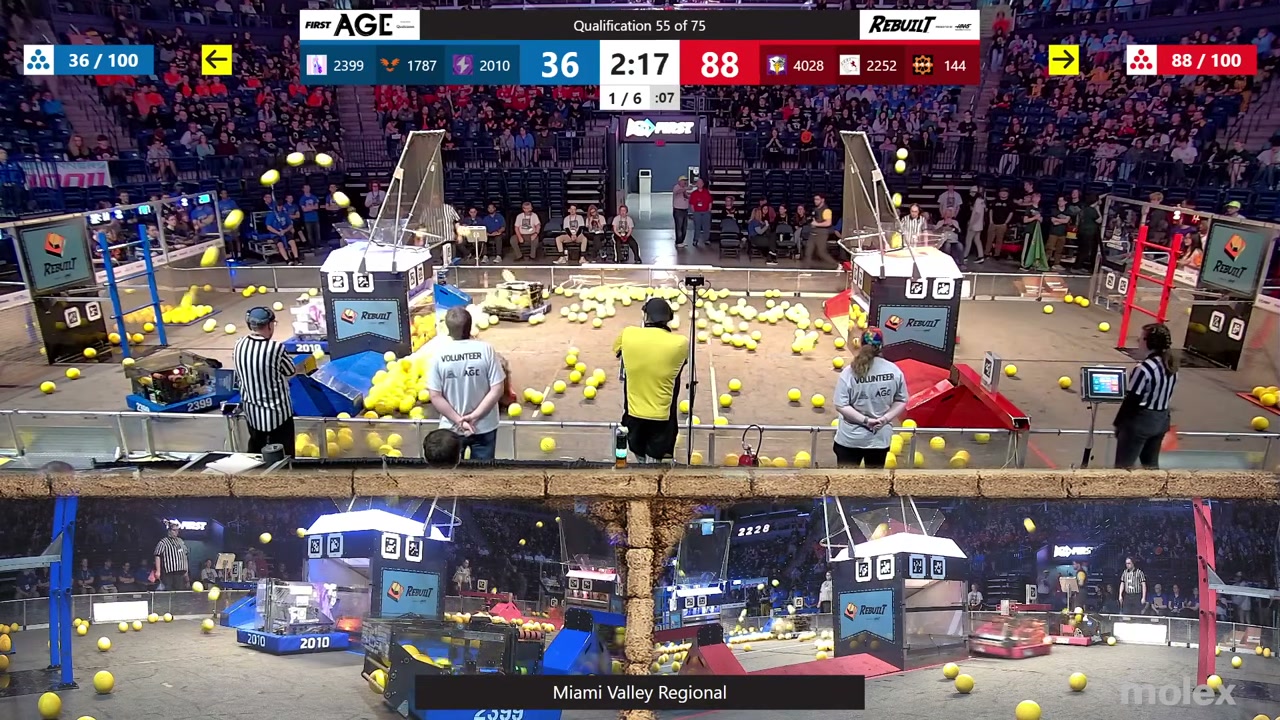 FIRST AGE
Qualification 55 of 75
REBUILT
36 / 100
2399
1787
2010
36
2:17
88
4028
2252
144
88 / 100
1 / 6
:07
FIRST
REBUILT
REBUILT
REBUILT
REBUILT
2010
2399
VOLUNTEER
AGE
VOLUNTEER
AGE
FIRST
2228
FIRST
REBUILT
REBUILT
2010
2010
2399
Miami Valley Regional
molex